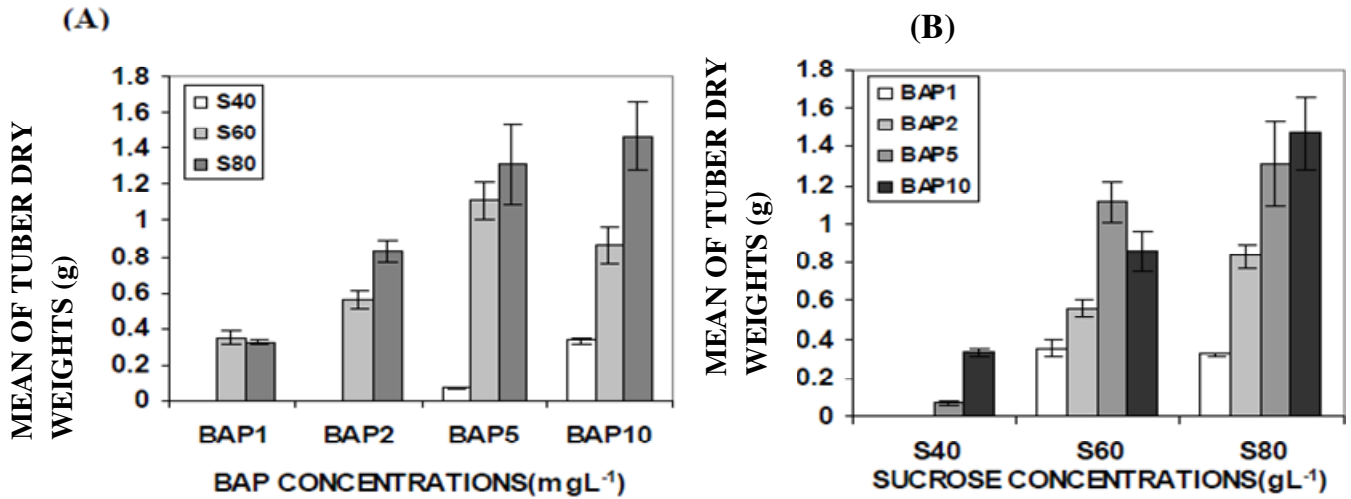 (A)
MEAN OF TUBER DRY
WEIGHTS (g)
1.8
1.6
1.4
1.2
1
0.8
0.6
0.4
0.2
0
S40
S60
S80
BAP1 BAP2 BAP5 BAP10
BAP CONCENTRATIONS(mgL-1)
(B)
MEAN OF TUBER DRY
WEIGHTS (g)
1.8
1.6
1.4
1.2
1
0.8
0.6
0.4
0.2
0
BAP1
BAP2
BAP5
BAP10
S40 S60 S80
SUCROSE CONCENTRATIONS(gL-1)